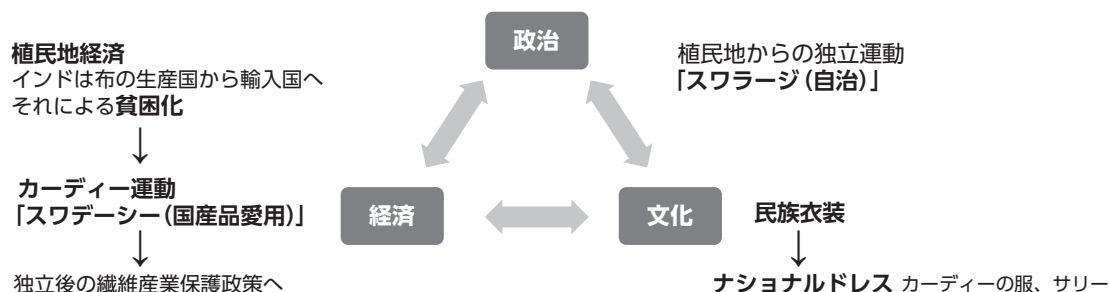 政治
植民地経済
インドは布の生産国から輸入国へ
それによる貧困化
植民地からの独立運動
「スワラージ（自治）」
カーディー運動
「スワデーシー（国産品愛用）」
経済
文化
民族衣装
独立後の繊維産業保護政策へ
ナショナルドレス カーディーの服、サリー